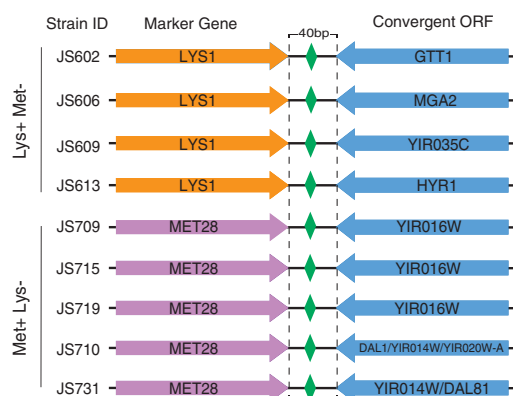 Strain ID Marker Gene Convergent ORF
40bp
JS602 LYS1 GTT1
JS606 LYS1 MGA2
JS609 LYS1 YIR035C
JS613 LYS1 HYR1
Lys+ Met-
JS709 MET28 YIR016W
JS715 MET28 YIR016W
JS719 MET28 YIR016W
JS710 MET28 DAL1/YIR014W/YIR020W-A
JS731 MET28 YIR014W/DAL81
Met+ Lys-